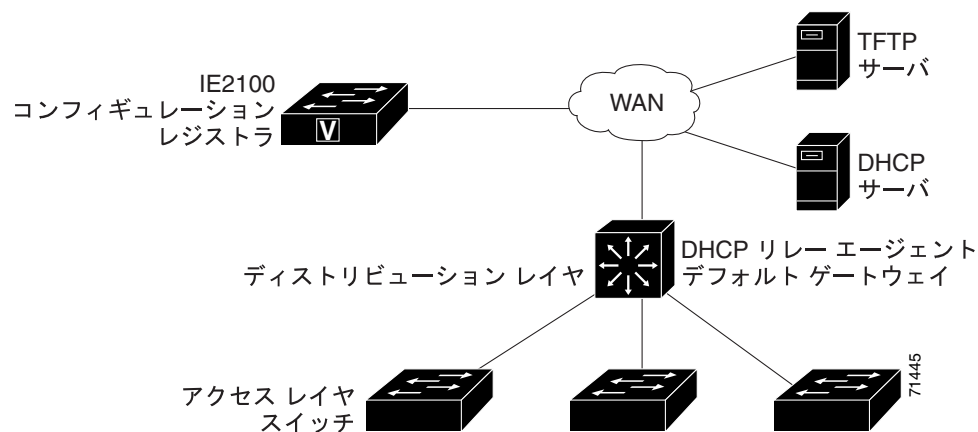 IE2100
コンフィギュレーション
レジストラ
V
WAN
TFTP
サーバ
DHCP
サーバ
ディストリビューション レイヤ
DHCP リレー エージェント
デフォルト ゲートウェイ
アクセス レイヤ
スイッチ
71445